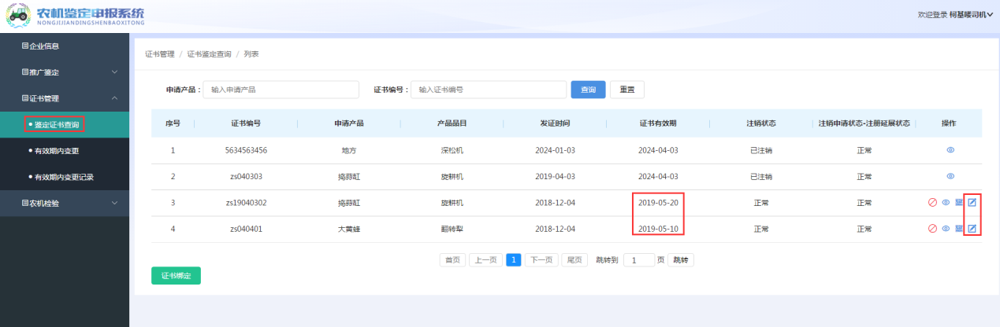 农机鉴定申报系统
NONGJIJIANDINGSHENBAOXITONG
欢迎登录 柯基唛司机
企业信息
推广鉴定
证书管理
鉴定证书查询
有效期内变更
有效期内变更记录
农机检验
证书管理 / 证书鉴定查询 / 列表
申请产品： 输入申请产品 证书编号： 输入证书编号 查询 重置
序号 证书编号 申请产品 产品品目 发证时间 证书有效期 注销状态 注销申请状态-注册延展状态 操作
1 5634563456 地方 深松机 2024-01-03 2024-04-03 已注销 正常
2 zs040303 捣蒜缸 旋耕机 2019-04-03 2024-04-03 已注销 正常
3 zs19040302 捣蒜缸 旋耕机 2018-12-04 2019-05-20 正常 正常
4 zs040401 大黄蜂 翻转犁 2018-12-04 2019-05-10 正常 正常
首页 上一页 1 下一页 尾页 跳转到 1 页 跳转
证书绑定